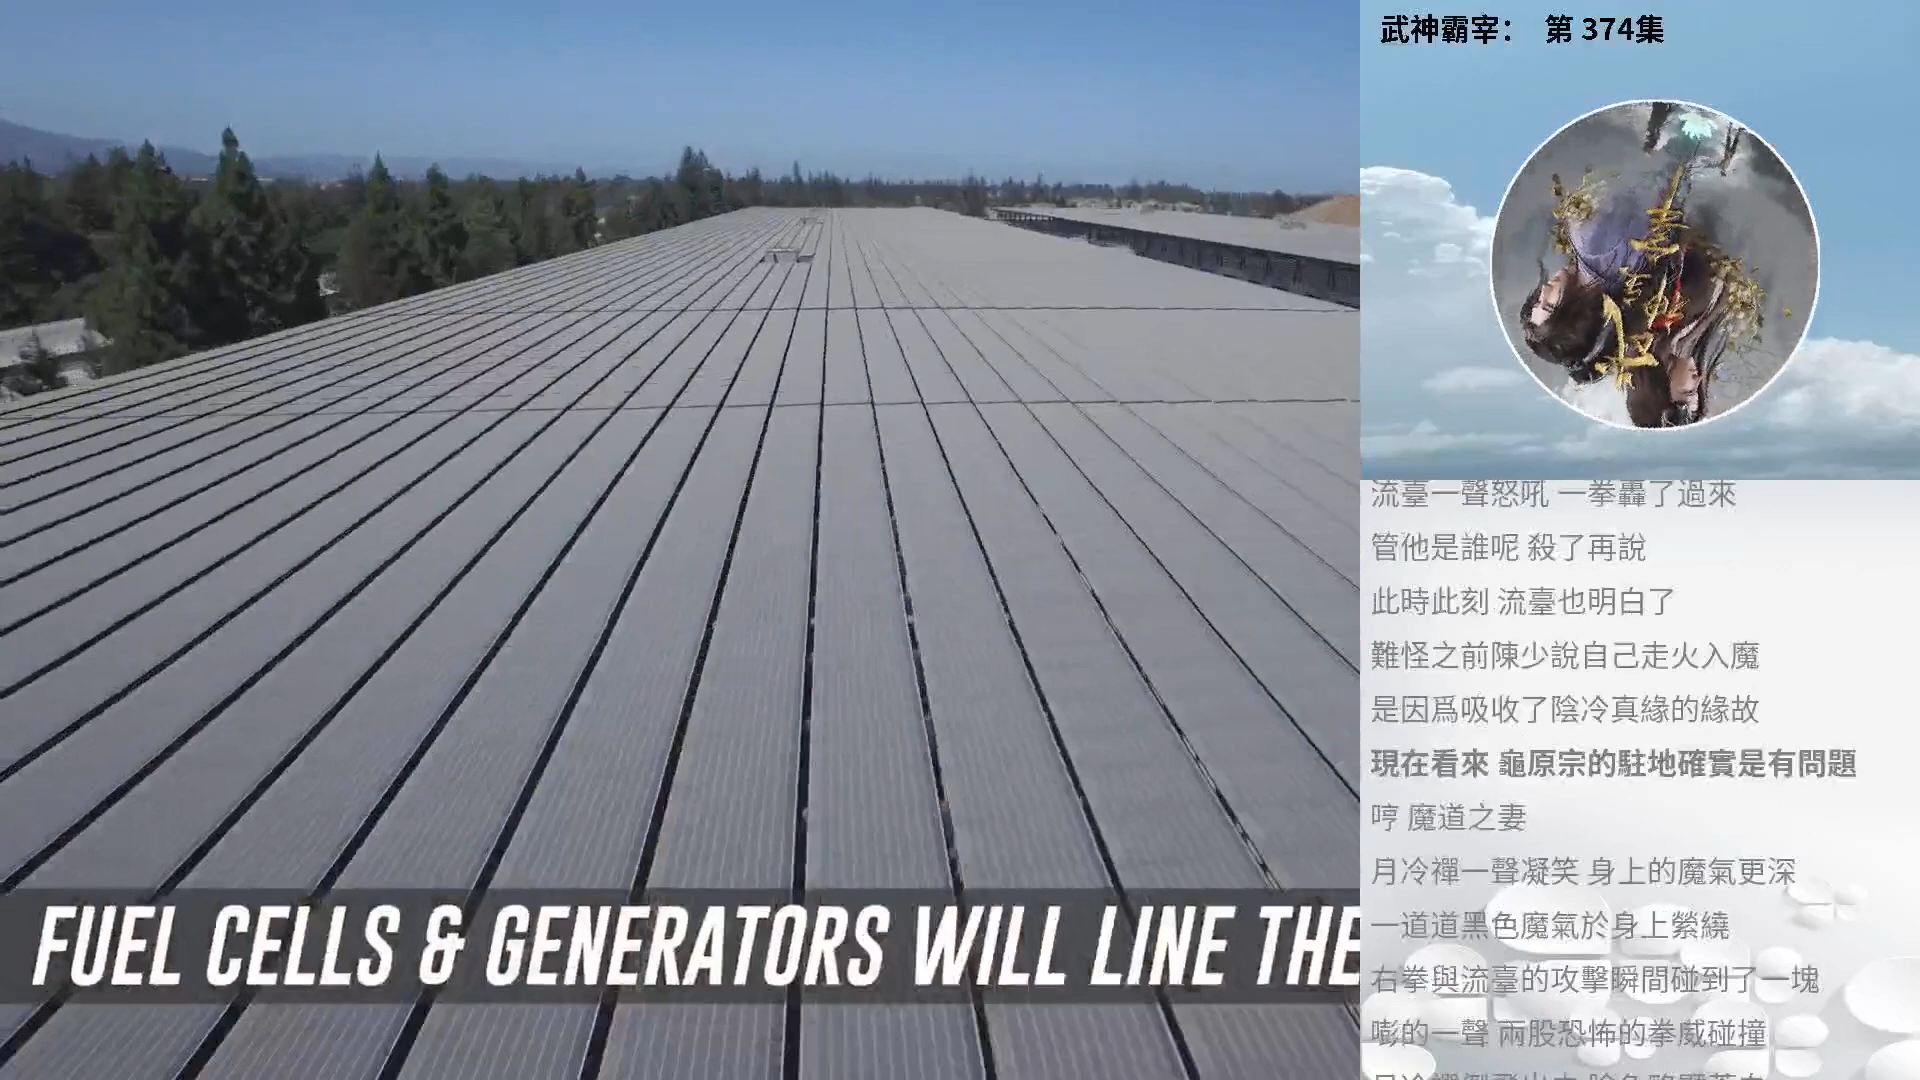 武神霸宰： 第 374集
流臺一聲怒吼 一拳轟了過來
管他是誰呢 殺了再說
此時此刻 流臺也明白了
難怪之前陳少說自己走火入魔
是因爲吸收了陰冷真緣的緣故
現在看來 龜原宗的駐地確實是有問題
哼 魔道之妻
月冷禪一聲凝笑 身上的魔氣更深
一道道黑色魔氣於身上縈繞
右拳與流臺的攻擊瞬間碰到了一塊
嘭的一聲 兩股恐怖的拳威碰撞
FUEL CELLS & GENERATORS WILL LINE THE